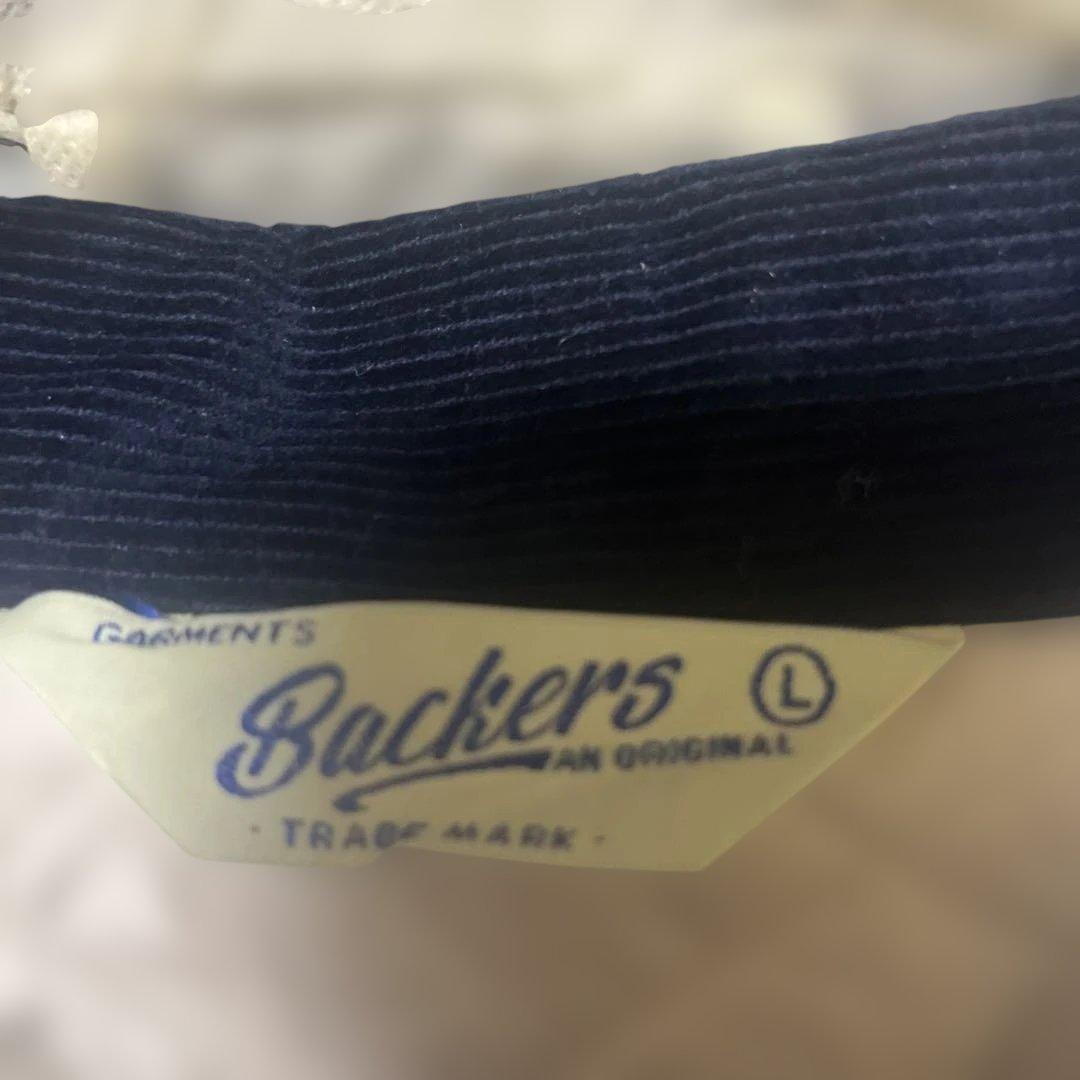 GARMENTS
Backers
L
AN ORIGINAL
TRADE MARK